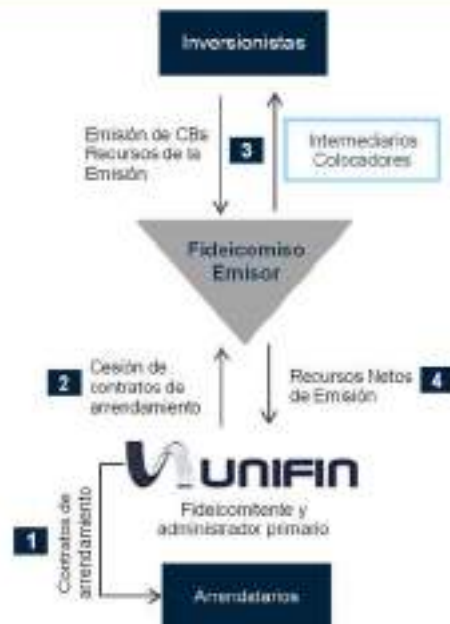 Inversionistas
Emisión de CBs
Recursos de la
Emisión
3
Intermediarios
Colocadores
Fideicomiso
Emisor
2
Cesión de
contratos de
arrendamiento
Recursos Netos
de Emisión
4
UNIFIN
Fideicomitente y
administrador primario
1
Contratos de
arrendamiento
Arrendatarios